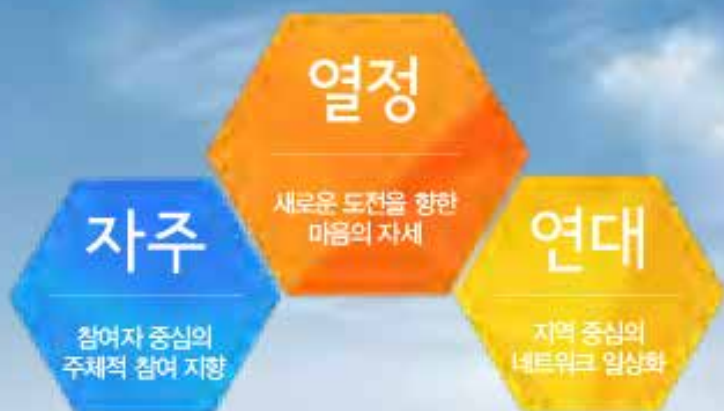 열정
새로운 도전을 향한
마음의 자세
자주
참여자 중심의
주체적 참여 지향
연대
지역 중심의
네트워크 일상화